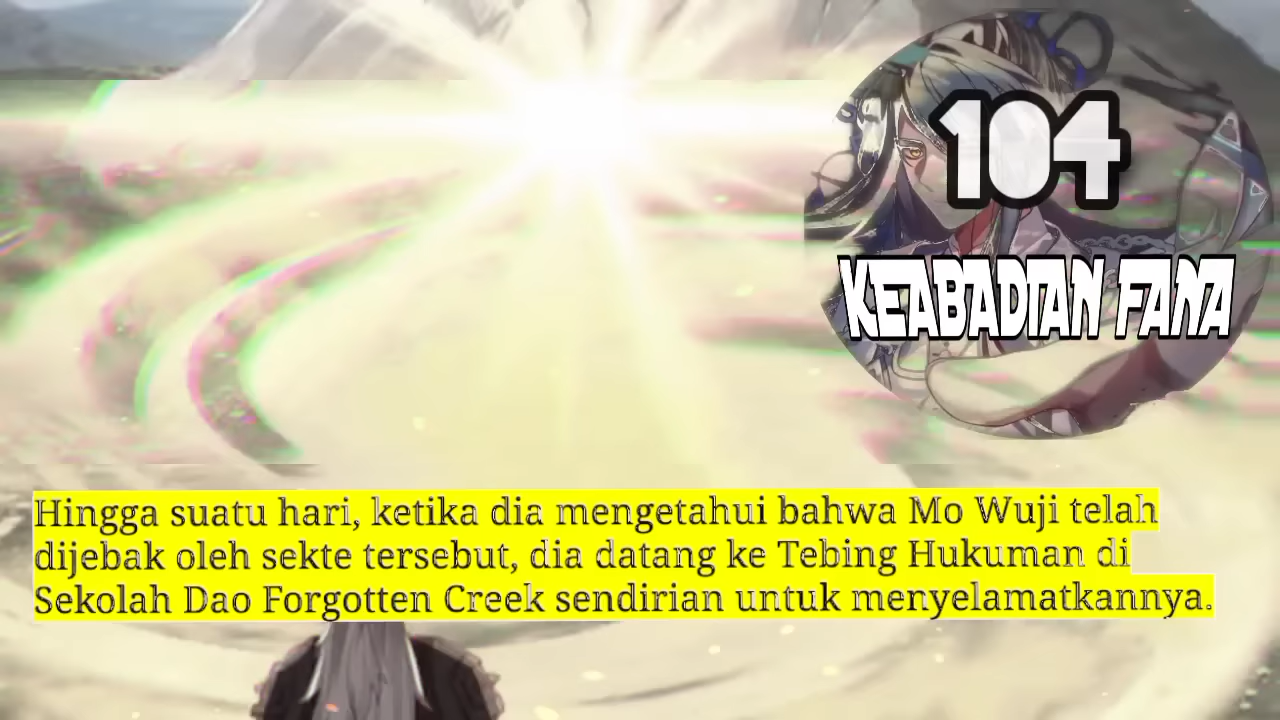 104
KEABADIAN FANA
Hingga suatu hari, ketika dia mengetahui bahwa Mo Wuji telah
dijebak oleh sekte tersebut, dia datang ke Tebing Hukuman di
Sekolah Dao Forgotten Creek sendirian untuk menyelamatkannya.